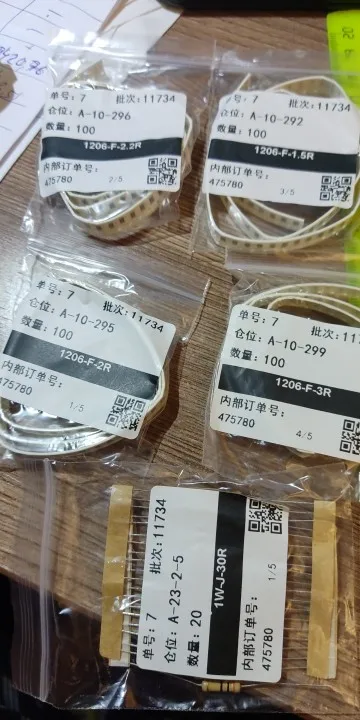 单号: 7 批次:11734
仓位: A-10-296
数量: 100
1206-F-2.2R
内部订单号:
475780 2/5
单号: 7 批次:11734
仓位: A-10-292
数量: 100
1206-F-1.5R
内部订单号:
475780 3/5
单号: 7 批次:11734
仓位: A-10-295
数量: 100
1206-F-2R
内部订单号:
475780 1/5
单号: 7 批次:117
仓位: A-10-299
数量: 100
1206-F-3R
内部订单号:
475780 4/5
单号: 7 批次:11734
仓位: A-23-2-5
数量: 20
1W-J-30R
内部订单号:
475780 1/5